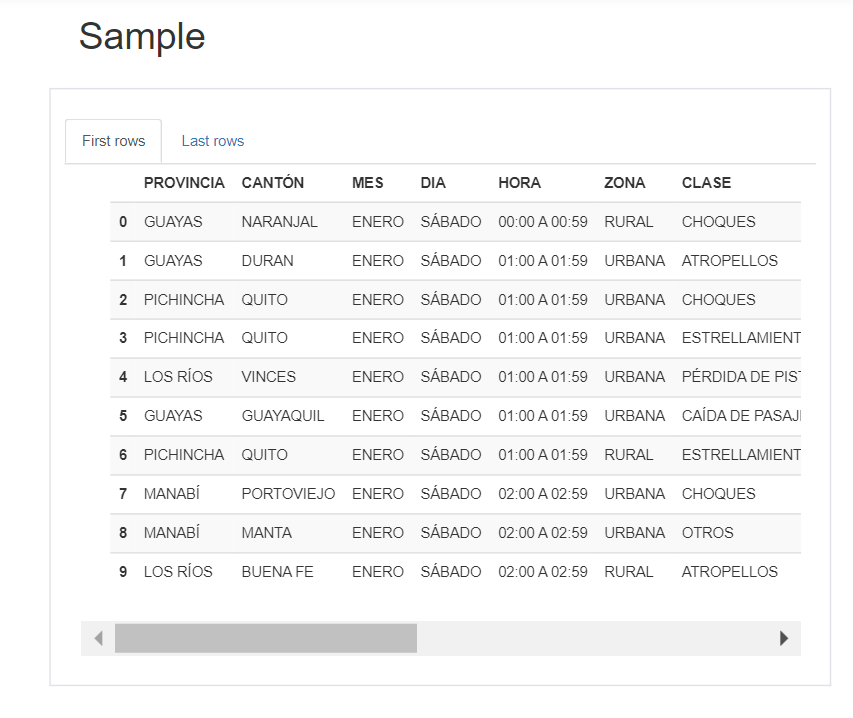 Sample
First rows Last rows
PROVINCIA CANTÓN MES DIA HORA ZONA CLASE
0 GUAYAS NARANJAL ENERO SÁBADO 00:00 A 00:59 RURAL CHOQUES
1 GUAYAS DURAN ENERO SÁBADO 01:00 A 01:59 URBANA ATROPELLOS
2 PICHINCHA QUITO ENERO SÁBADO 01:00 A 01:59 URBANA CHOQUES
3 PICHINCHA QUITO ENERO SÁBADO 01:00 A 01:59 URBANA ESTRELLAMIENT
4 LOS RÍOS VINCES ENERO SÁBADO 01:00 A 01:59 URBANA PÉRDIDA DE PIST
5 GUAYAS GUAYAQUIL ENERO SÁBADO 01:00 A 01:59 URBANA CAÍDA DE PASAJ
6 PICHINCHA QUITO ENERO SÁBADO 01:00 A 01:59 RURAL ESTRELLAMIENT
7 MANABÍ PORTOVIEJO ENERO SÁBADO 02:00 A 02:59 URBANA CHOQUES
8 MANABÍ MANTA ENERO SÁBADO 02:00 A 02:59 URBANA OTROS
9 LOS RÍOS BUENA FE ENERO SÁBADO 02:00 A 02:59 RURAL ATROPELLOS